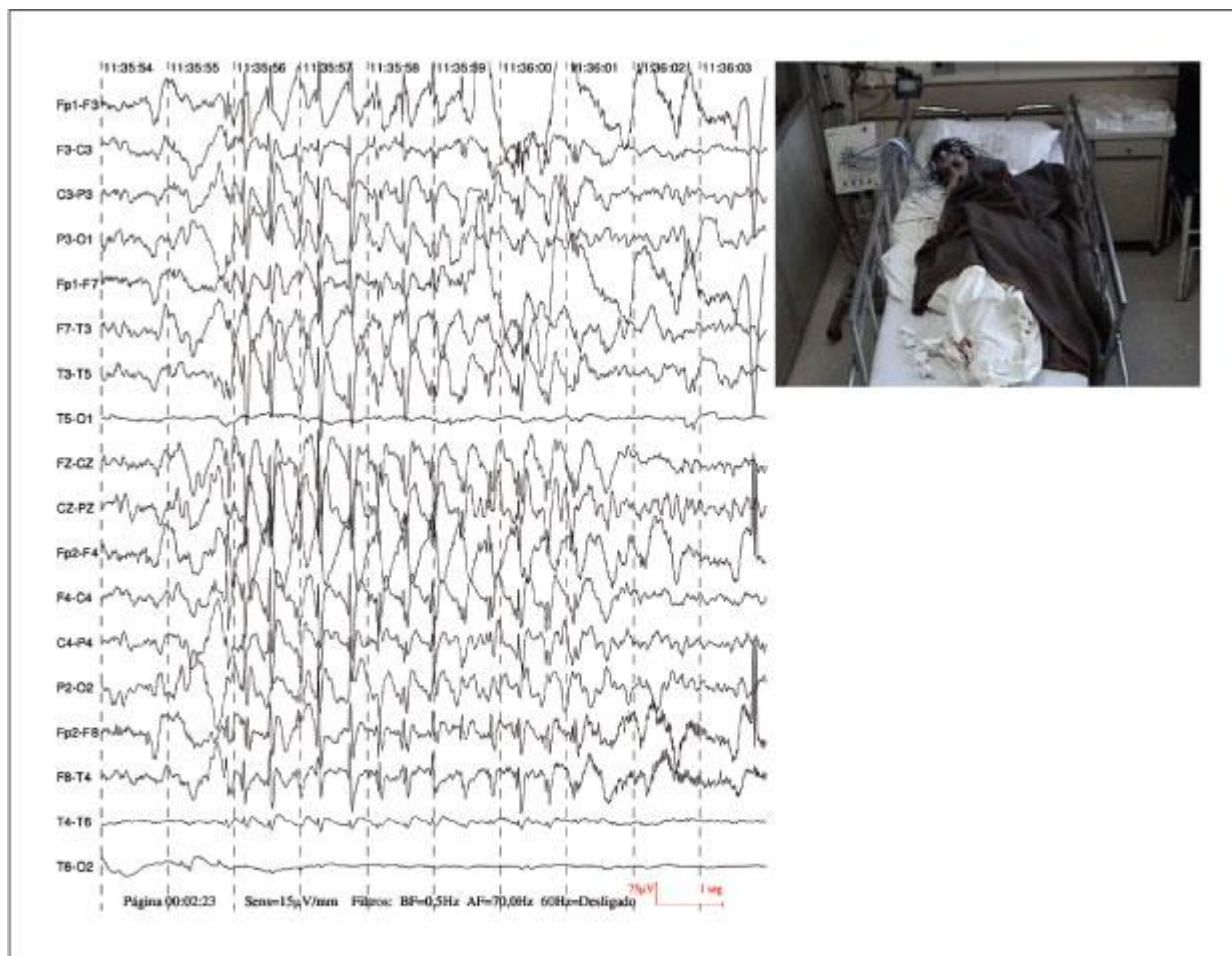 11:35:54 11:35:55 11:35:56 11:35:57 11:35:58 11:35:59 11:36:00 11:36:01 11:36:02 11:36:03
Fp1-F3
F3-C3
C3-P3
P3-O1
Fp1-F7
F7-T3
T3-T5
T5-O1
FZ-CZ
CZ-PZ
Fp2-F4
F4-C4
C4-P4
P2-O2
Fp2-F8
F8-T4
T4-T6
T6-O2
Página 00:02:23 Sens=15µV/mm Filtros: BF=0,5Hz AF=70,0Hz 60Hz=Desligado 75µV 1 seg